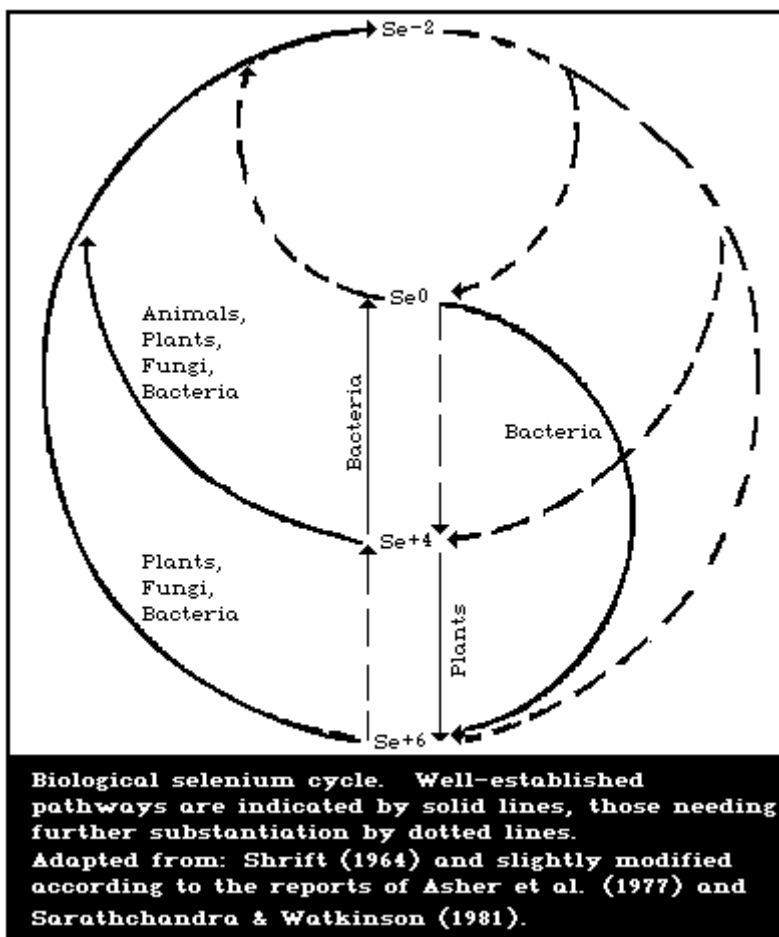 Se-2
Se0
Animals,
Plants,
Fungi,
Bacteria
Bacteria
Bacteria
Se+4
Plants,
Fungi,
Bacteria
Plants
Se+6
Biological selenium cycle. Well-established
pathways are indicated by solid lines, those needing
further substantiation by dotted lines.
Adapted from: Shrift (1964) and slightly modified
according to the reports of Asher et al. (1977) and
Sarathchandra & Watkinson (1981).